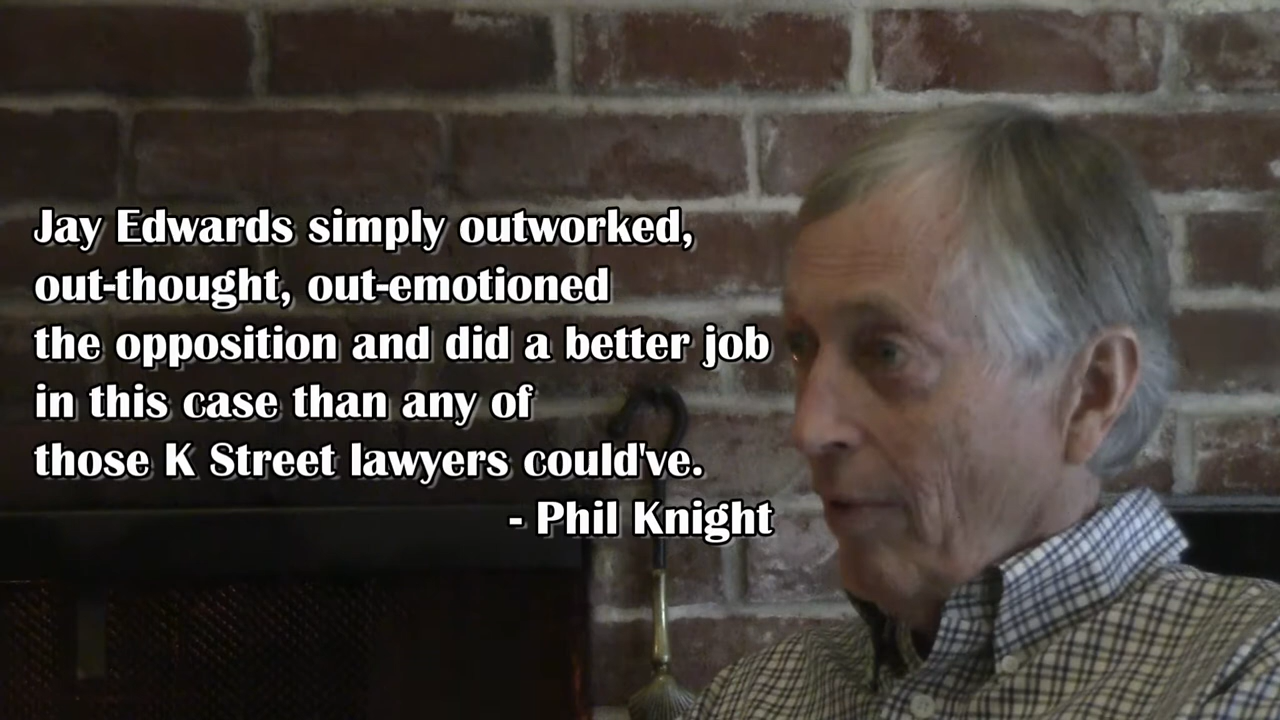 Jay Edwards simply outworked,
out-thought, out-emotioned
the opposition and did a better job
in this case than any of
those K Street lawyers could've.
- Phil Knight